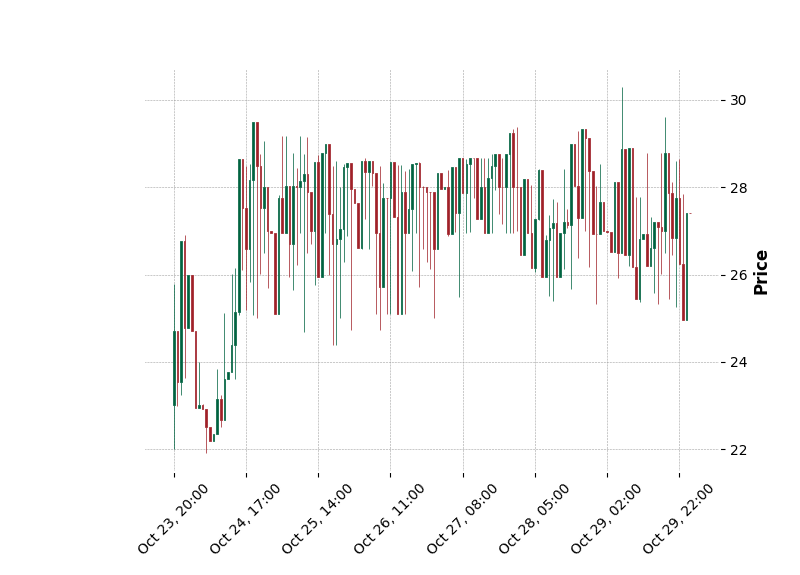 30
28
26
24
22
Price
Oct 23, 20:00
Oct 24, 17:00
Oct 25, 14:00
Oct 26, 11:00
Oct 27, 08:00
Oct 28, 05:00
Oct 29, 02:00
Oct 29, 22:00